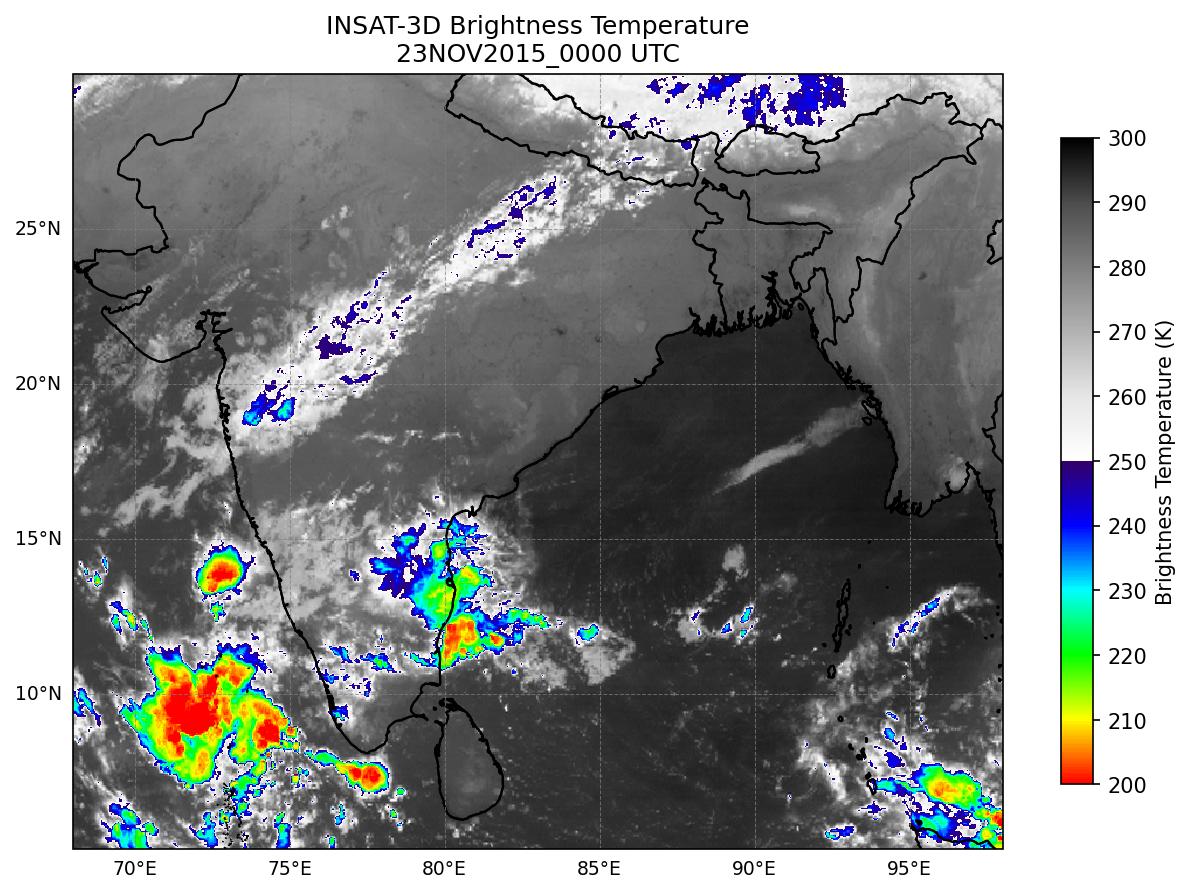 INSAT-3D Brightness Temperature
23NOV2015_0000 UTC
25°N
20°N
15°N
10°N
70°E
75°E
80°E
85°E
90°E
95°E
300
290
280
270
260
250
240
230
220
210
200
Brightness Temperature (K)